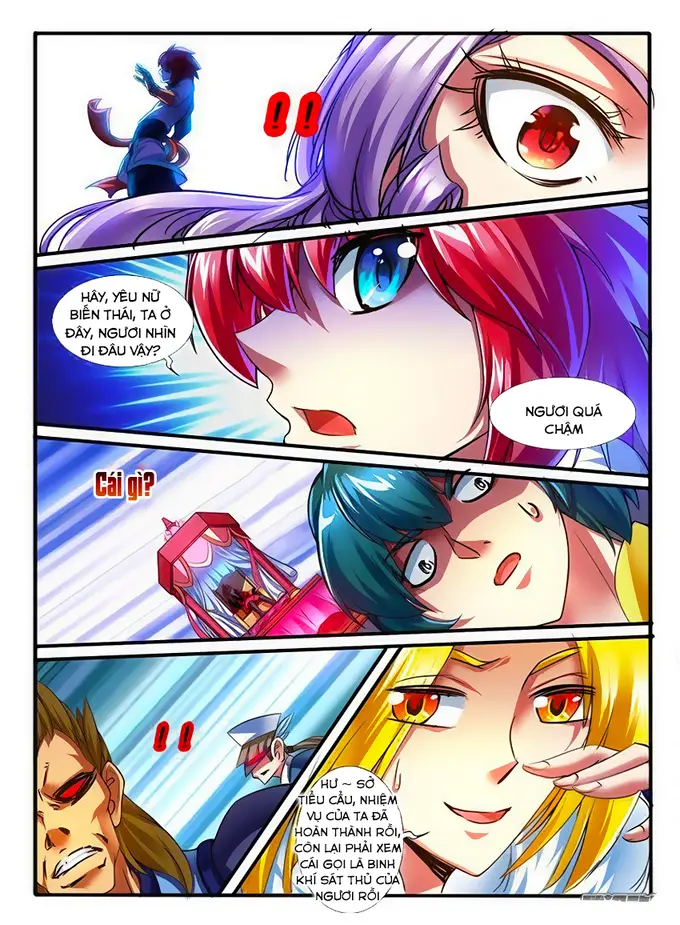 !!
HÂY, YÊU NỮ
BIẾN THÁI, TA Ở
ĐÂY, NGƯƠI NHÌN
ĐI ĐÂU VẬY?
NGƯƠI QUÁ
CHẬM
Cái gì?
!!
HƯ ~ SỞ
TIỂU CẨU, NHIỆM
VỤ CỦA TA ĐÃ
HOÀN THÀNH RỒI,
CÒN LẠI PHẢI XEM
CÁI GỌI LÀ BINH
KHÍ SÁT THỦ CỦA
NGƯƠI RỒI